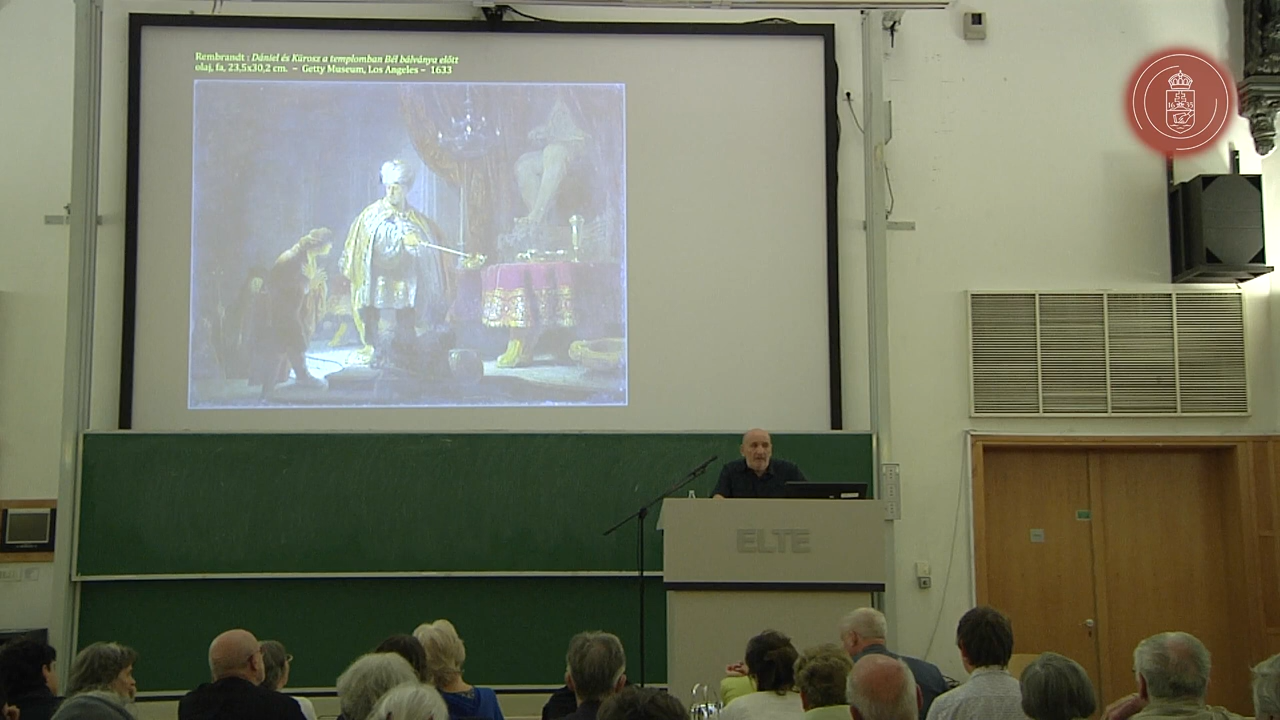 Rembrandt : Dániel és Kürosz a templomban Bél bálványa előtt
olaj, fa, 23,5x30,2 cm. – Getty Museum, Los Angeles – 1633
ELTE
1635